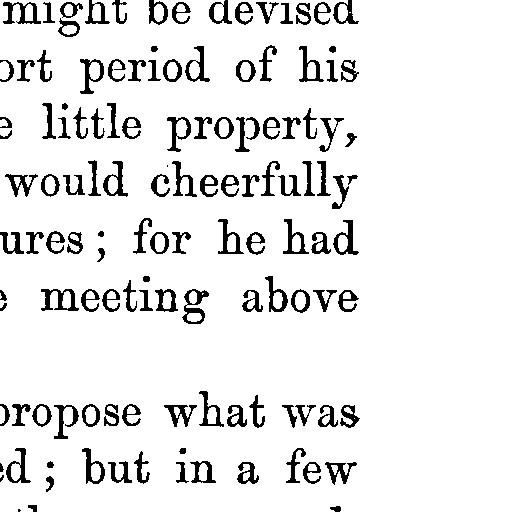 might be devised
ort period of his
e little property,
would cheerfully
ures; for he had
e meeting above
propose what was
ed; but in a few